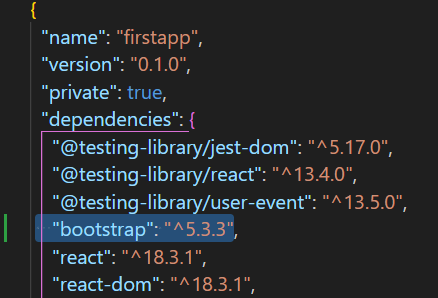 {
"name": "firstapp",
"version": "0.1.0",
"private": true,
"dependencies": {
"@testing-library/jest-dom": "^5.17.0",
"@testing-library/react": "^13.4.0",
"@testing-library/user-event": "^13.5.0",
"bootstrap": "^5.3.3",
"react": "^18.3.1",
"react-dom": "^18.3.1",